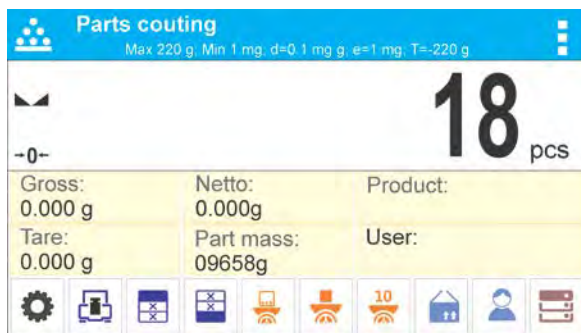 Parts couting
Max 220 g; Min 1 mg; d=0.1 mg g; e=1 mg; T=-220 g
→0←
18 pcs
Gross: Netto: Product:
0.000 g 0.000g
Tare: Part mass: User:
0.000 g 09658g
10